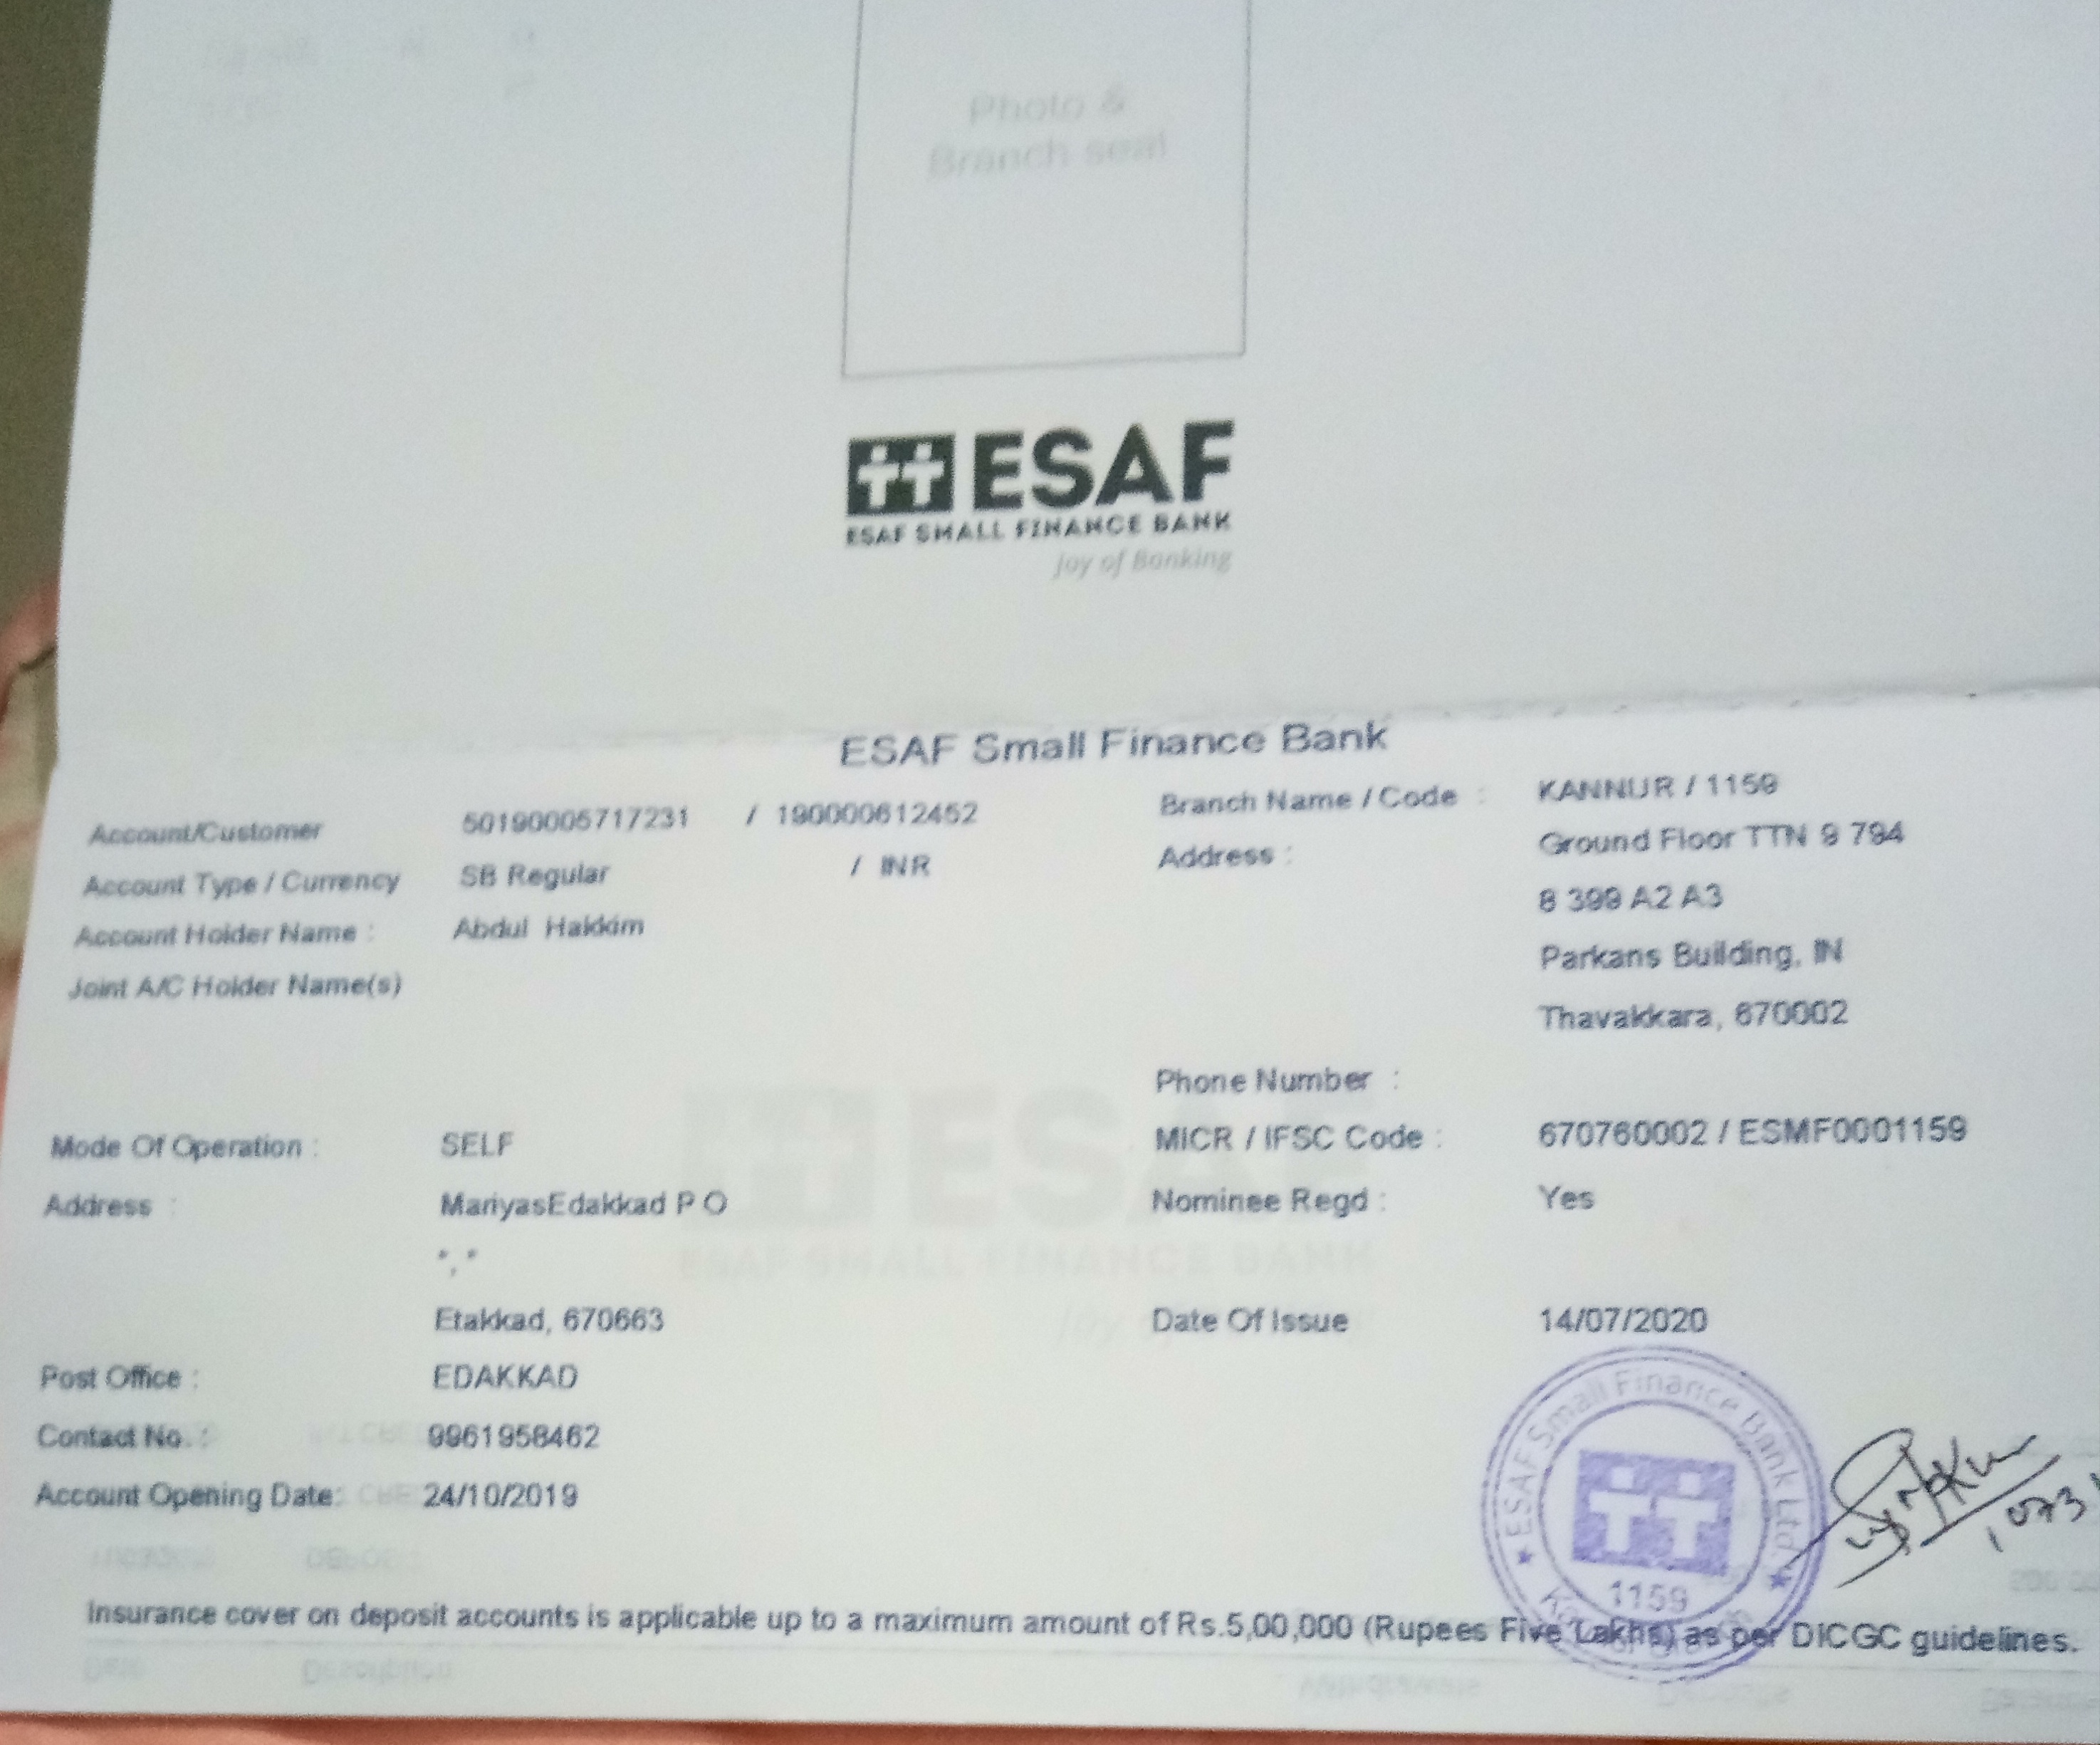 Photo &
Branch seal
ESAF
ESAF SMALL FINANCE BANK
Joy of Banking
ESAF Small Finance Bank
Account/Customer 50190005717231 / 190000612452
Account Type / Currency SB Regular / INR
Account Holder Name : Abdul Hakkim
Joint A/C Holder Name(s)
Mode Of Operation : SELF
Address : MariyasEdakkad P O
*, *
Etakkad, 670663
Post Office : EDAKKAD
Contact No. : 9961958462
Account Opening Date: 24/10/2019
Branch Name / Code : KANNUR / 1159
Address : Ground Floor TTN 9 794
8 399 A2 A3
Parkans Building, IN
Thavakkara, 670002
Phone Number :
MICR / IFSC Code : 670760002 / ESMF0001159
Nominee Regd : Yes
Date Of Issue 14/07/2020
ESAF Small Finance Bank Ltd.
1159
Insurance cover on deposit accounts is applicable up to a maximum amount of Rs.5,00,000 (Rupees Five Lakhs) as per DICGC guidelines.